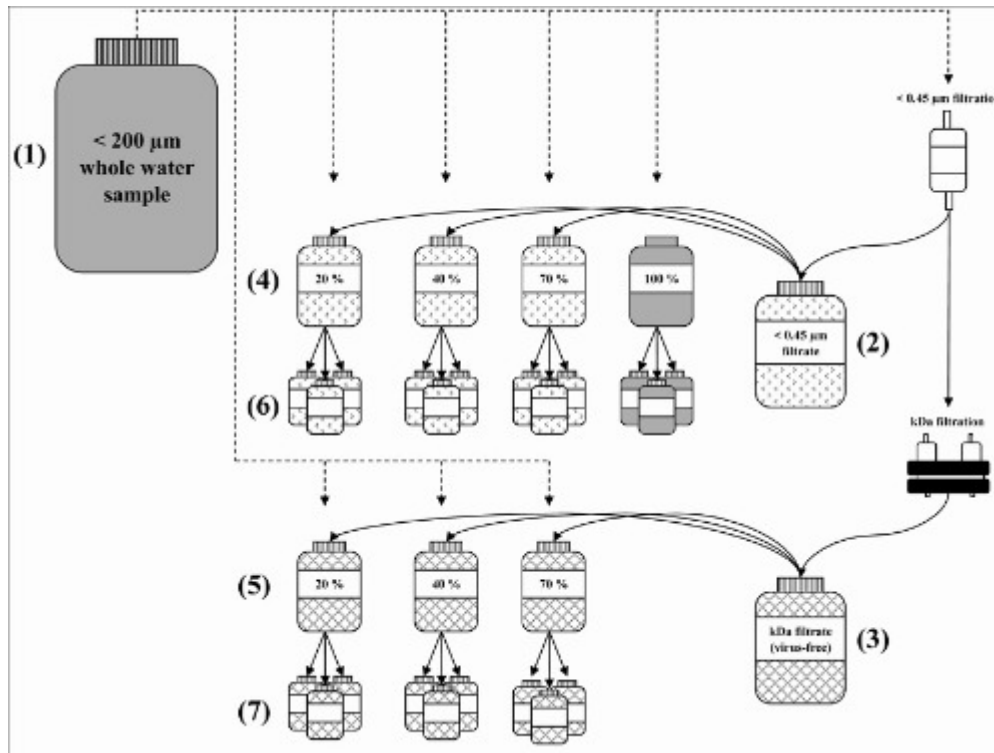 (1)
< 200 µm
whole water
sample
< 0.45 µm filtratio
(4)
20 %
40 %
70 %
100 %
< 0.45 µm
filtrate
(2)
(6)
kDa filtration
(5)
20 %
40 %
70 %
kDa filtrate
(virus-free)
(3)
(7)